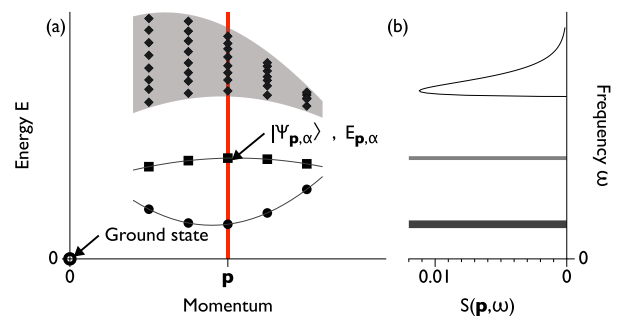 (a)
(b)
Energy E
|Ψp,α⟩ , Ep,α
Ground state
0
0
p
Momentum
Frequency ω
0
0.01
0
S(p,ω)